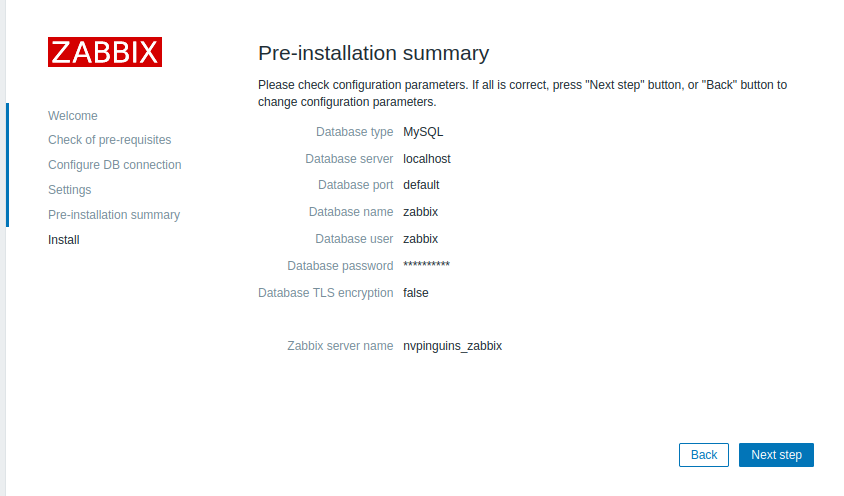 ZABBIX
Welcome
Check of pre-requisites
Configure DB connection
Settings
Pre-installation summary
Install
Pre-installation summary
Please check configuration parameters. If all is correct, press "Next step" button, or "Back" button to
change configuration parameters.
Database type MySQL
Database server localhost
Database port default
Database name zabbix
Database user zabbix
Database password **********
Database TLS encryption false
Zabbix server name nvpinguins_zabbix
Back Next step